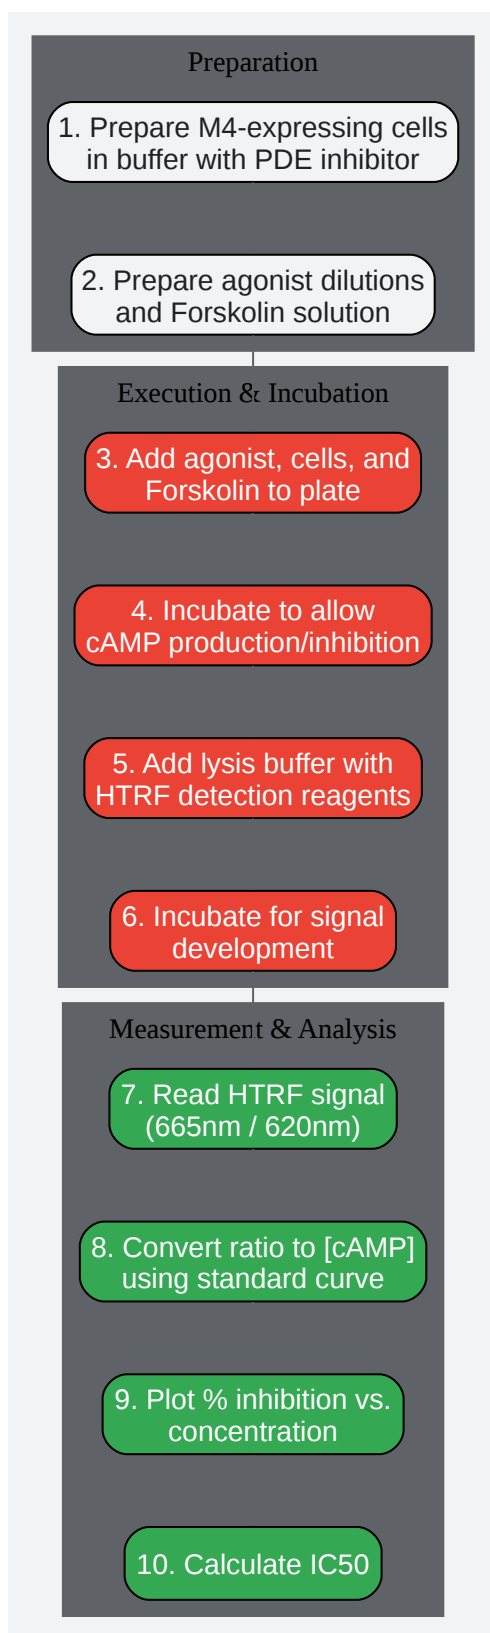 Preparation
1. Prepare M4-expressing cells
in buffer with PDE inhibitor
2. Prepare agonist dilutions
and Forskolin solution
Execution & Incubation
3. Add agonist, cells, and
Forskolin to plate
4. Incubate to allow
cAMP production/inhibition
5. Add lysis buffer with
HTRF detection reagents
6. Incubate for signal
development
Measurement & Analysis
7. Read HTRF signal
(665nm / 620nm)
8. Convert ratio to [cAMP]
using standard curve
9. Plot % inhibition vs.
concentration
10. Calculate IC50